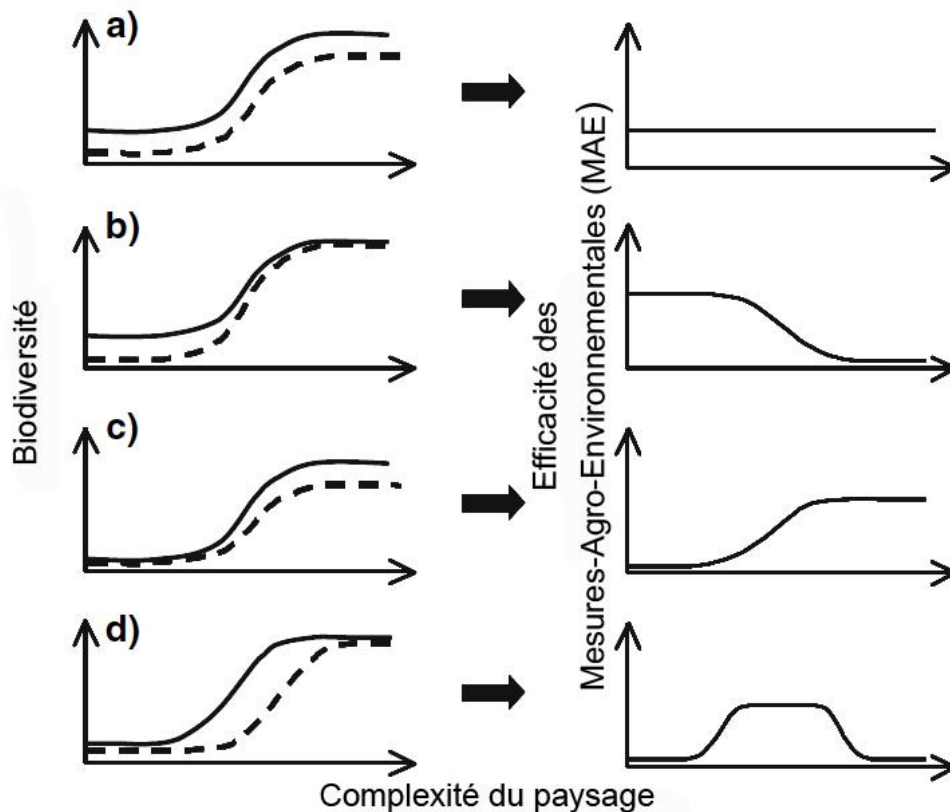 a)
b)
c)
d)
Biodiversité
Efficacité des
Mesures-Agro-Environnementales (MAE)
Complexité du paysage